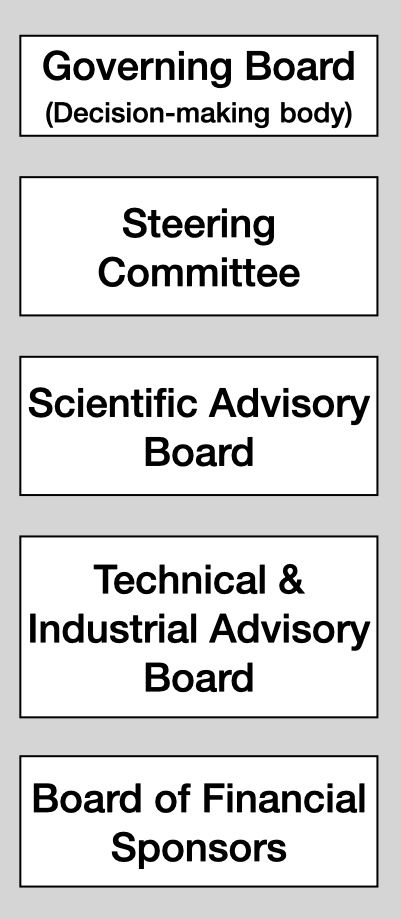 Governing Board
(Decision-making body)
Steering
Committee
Scientific Advisory
Board
Technical &
Industrial Advisory
Board
Board of Financial
Sponsors